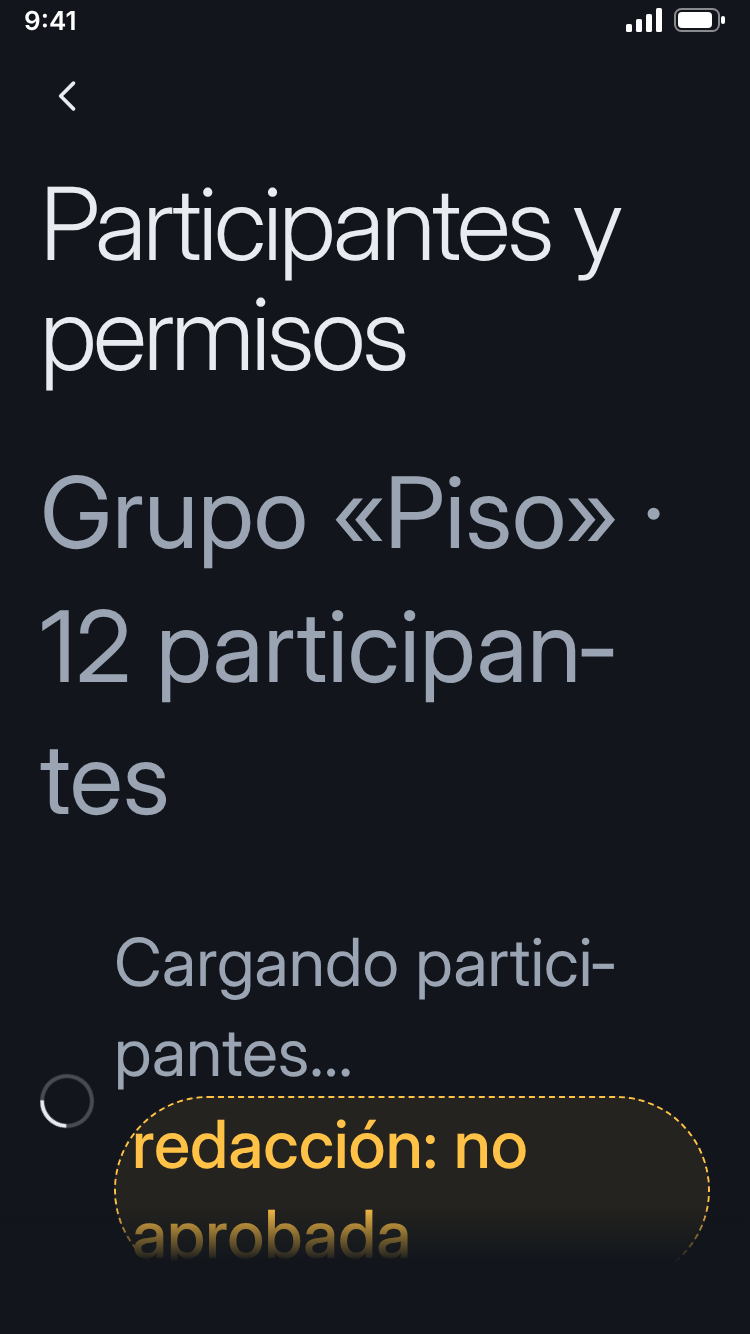 9:41
Participantes y
permisos
Grupo «Piso» ·
12 participan-
tes
Cargando partici-
pantes…
redacción: no
aprobada